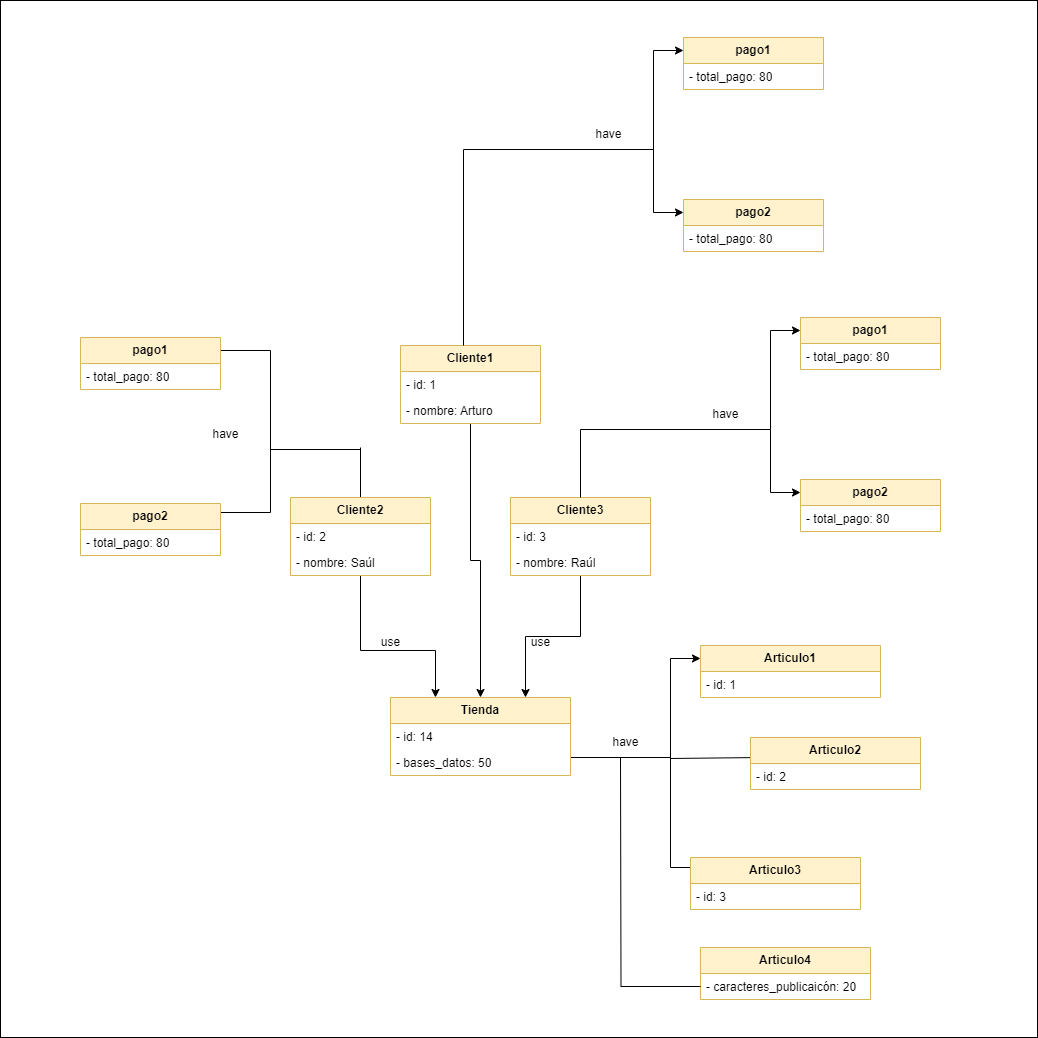 pago1
- total_pago: 80
have
pago2
- total_pago: 80
pago1
- total_pago: 80
have
pago2
- total_pago: 80
Cliente1
- id: 1
- nombre: Arturo
pago1
- total_pago: 80
have
pago2
- total_pago: 80
Cliente2
- id: 2
- nombre: Saúl
Cliente3
- id: 3
- nombre: Raúl
use
use
Tienda
- id: 14
- bases_datos: 50
have
Articulo1
- id: 1
Articulo2
- id: 2
Articulo3
- id: 3
Articulo4
- caracteres_publicaicón: 20